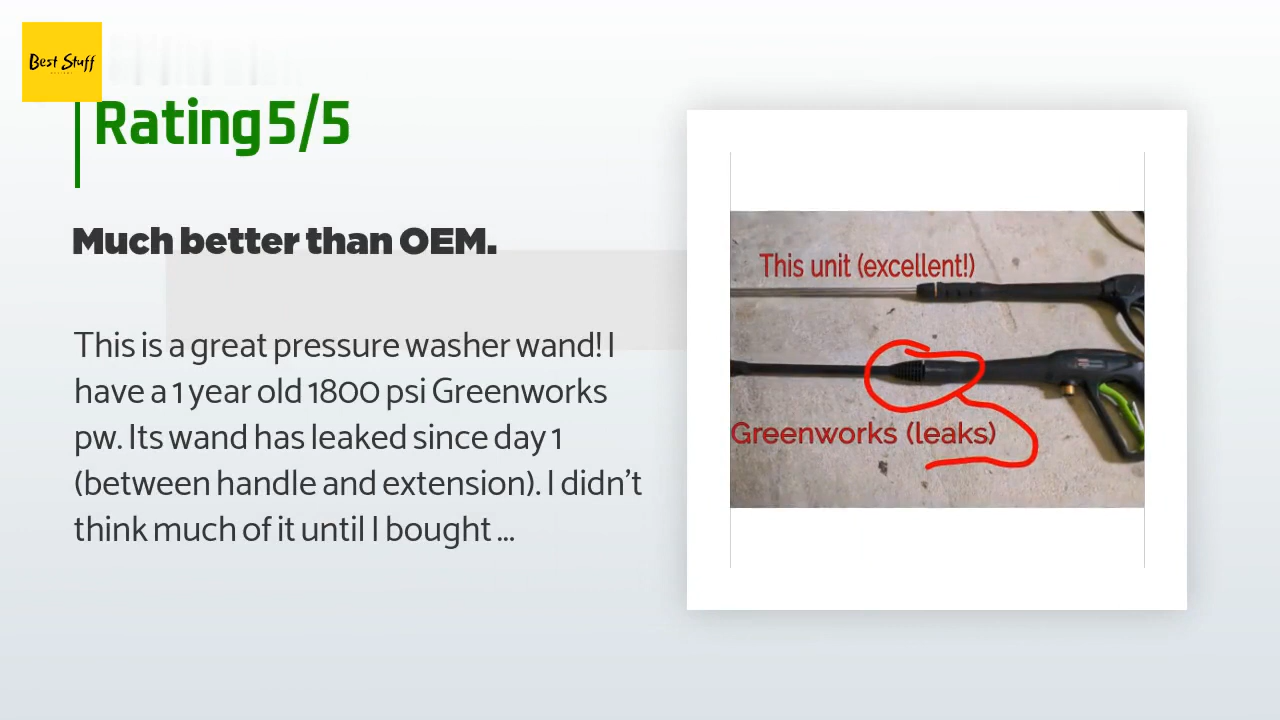 Best Stuff
Rating 5/5
Much better than OEM.
This is a great pressure washer wand! I
have a 1 year old 1800 psi Greenworks
pw. Its wand has leaked since day 1
(between handle and extension). I didn't
think much of it until I bought ...
This unit (excellent!)
Greenworks (leaks)